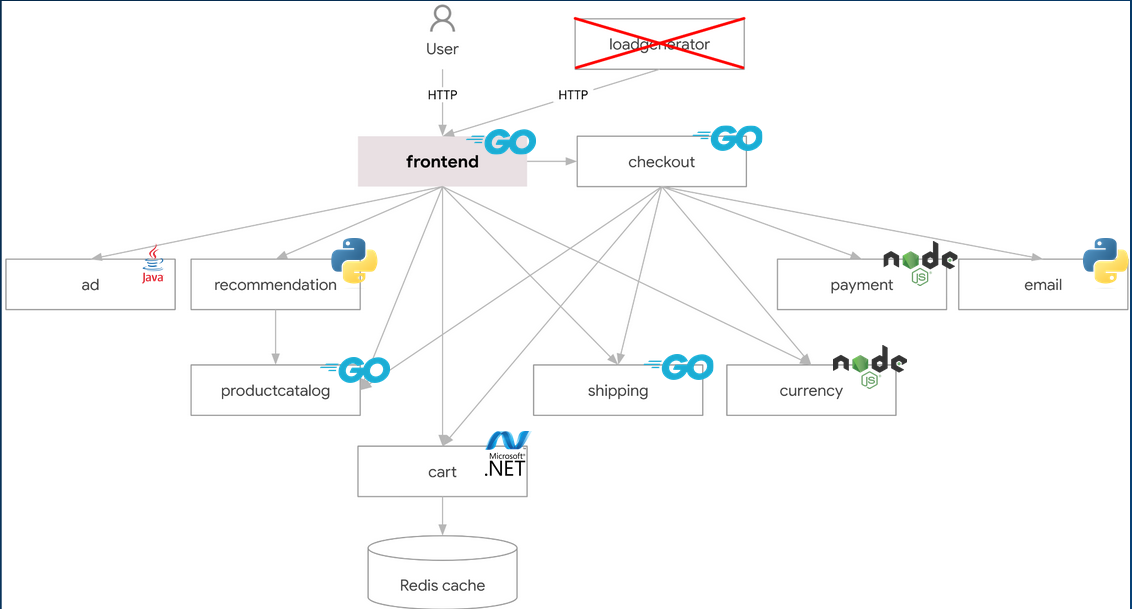 User
loadgenerator
HTTP
HTTP
GO
GO
frontend
checkout
Java
node
JS
ad
recommendation
payment
email
GO
GO
node
JS
productcatalog
shipping
currency
Microsoft
.NET
cart
Redis cache